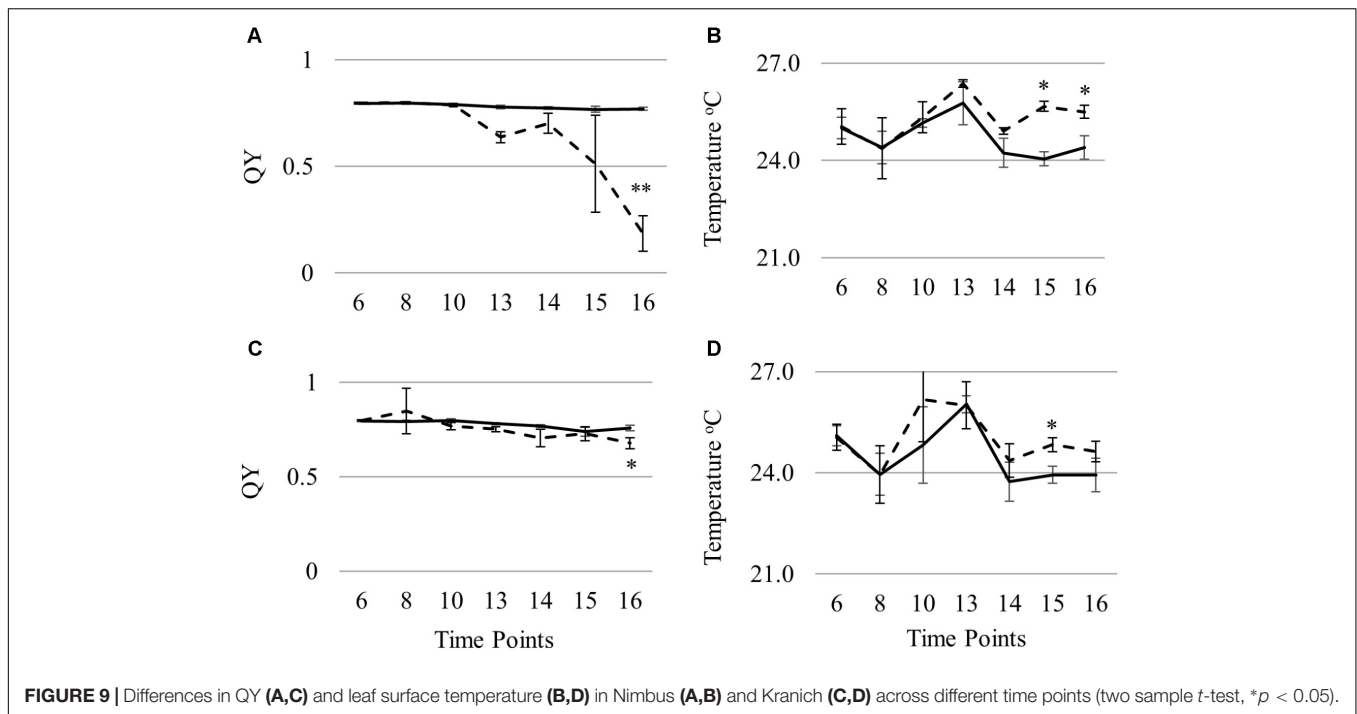 A
1
0.5
0
QY
6 8 10 13 14 15 16
**
B
27.0
24.0
21.0
Temperature °C
6 8 10 13 14 15 16
* *
C
1
0.5
0
QY
6 8 10 13 14 15 16
*
Time Points
D
27.0
24.0
21.0
Temperature °C
6 8 10 13 14 15 16
*
Time Points
FIGURE 9 | Differences in QY (A,C) and leaf surface temperature (B,D) in Nimbus (A,B) and Kranich (C,D) across different time points (two sample t-test, *p < 0.05).